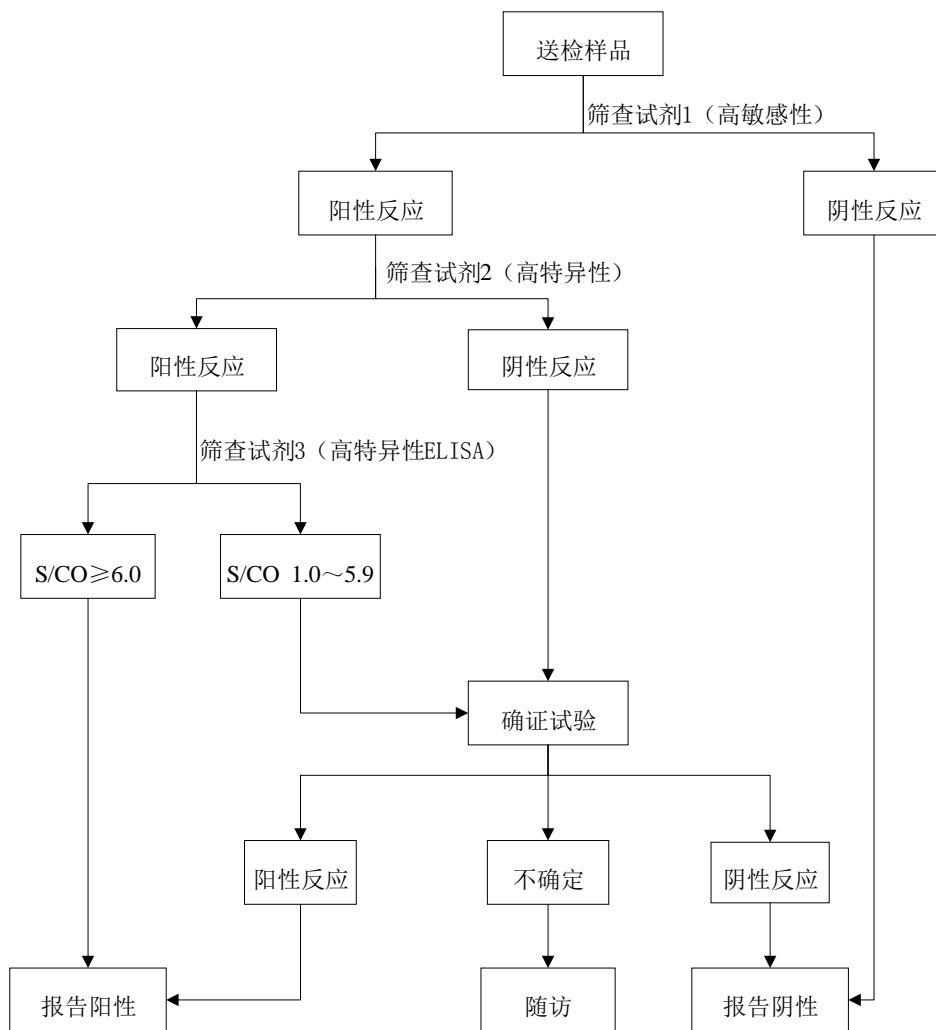 送检样品
筛查试剂1（高敏感性）
阳性反应
阴性反应
筛查试剂2（高特异性）
阳性反应
阴性反应
筛查试剂3（高特异性ELISA）
S/CO≥6.0
S/CO 1.0～5.9
确证试验
阳性反应
不确定
阴性反应
报告阳性
随访
报告阴性